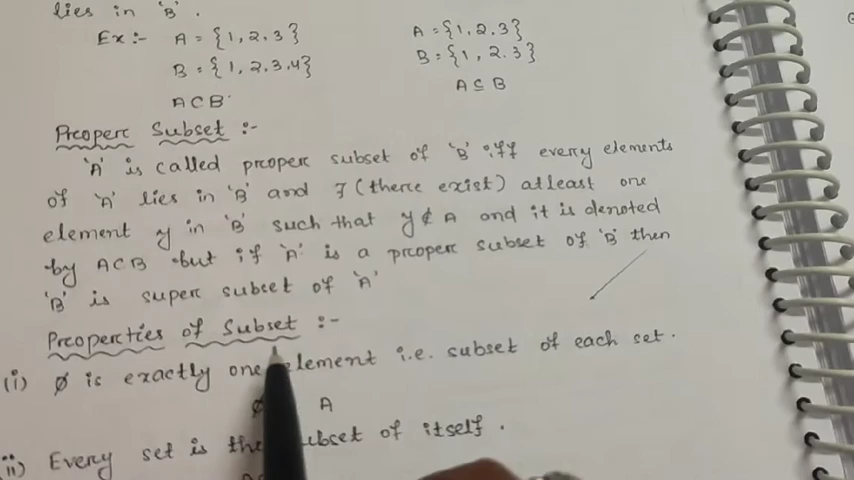 lies in 'B'.
Ex:- A = {1,2,3} A = {1,2,3}
B = {1,2,3,4} B = {1,2,3}
A⊂B A ⊆ B
Proper Subset :-
'A' is called proper subset of 'B' iff every elements
of 'A' lies in 'B' and ∃ (there exist) atleast one
element y in 'B' such that y ∉ A and it is denoted
by A⊂B but if 'A' is a proper subset of 'B' then
'B' is super subset of 'A'
Properties of Subset :-
(i) ∅ is exactly one element i.e. subset of each set.
A
(ii) Every set is the subset of itself.